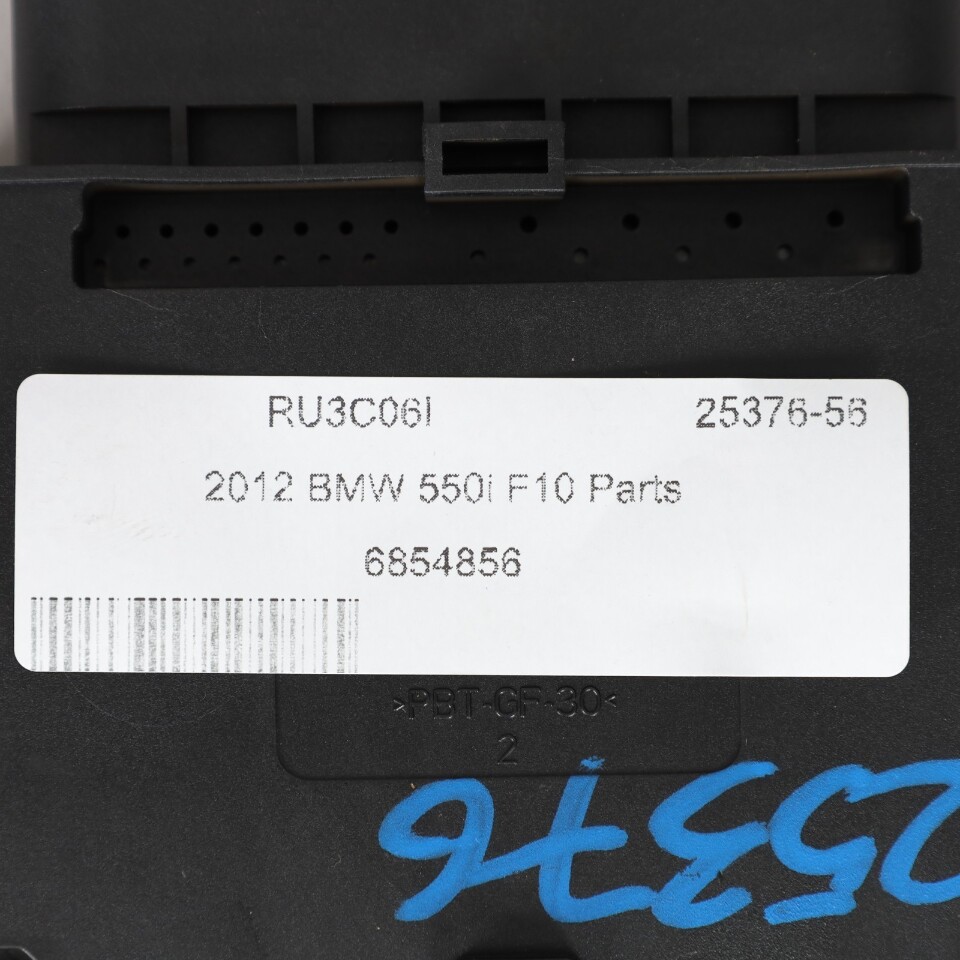 RU3C06I 25376-56
2012 BMW 550i F10 Parts
6854856
>PBT-GF-30<
2
25376